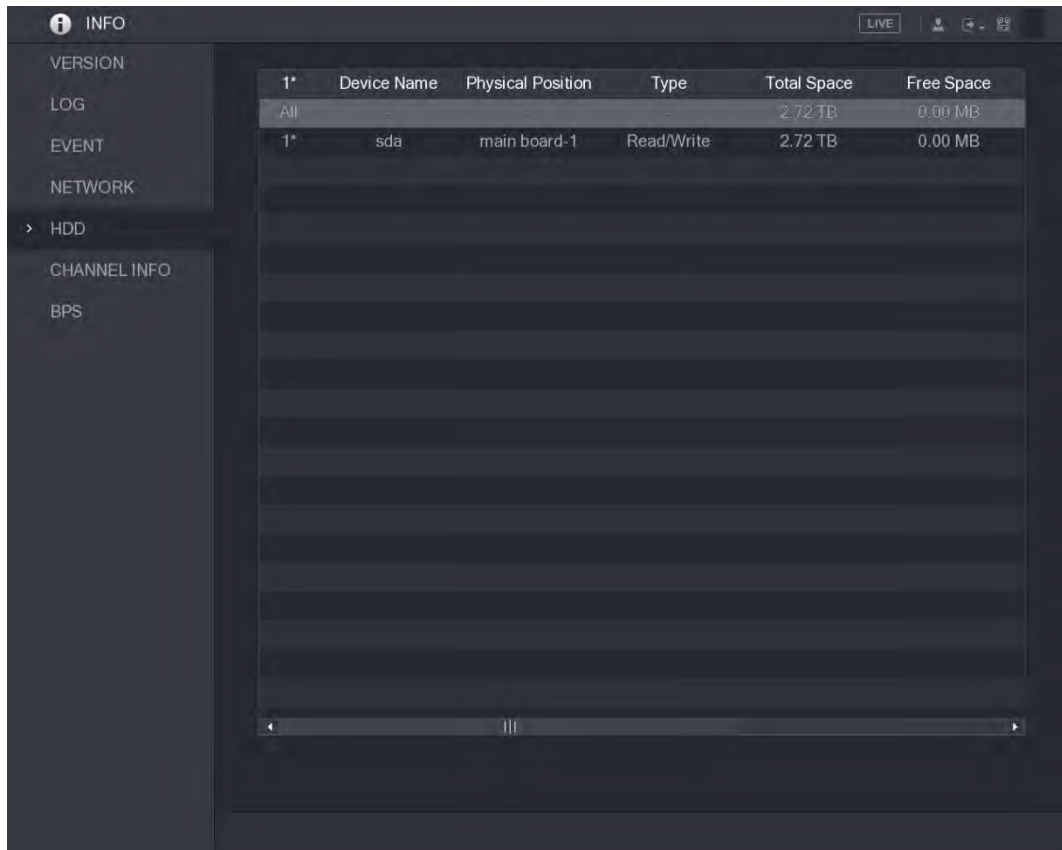 INFO
LIVE
VERSION
LOG
EVENT
NETWORK
HDD
CHANNEL INFO
BPS
1* Device Name Physical Position Type Total Space Free Space
All - - - 2.72 TB 0.00 MB
1* sda main board-1 Read/Write 2.72 TB 0.00 MB